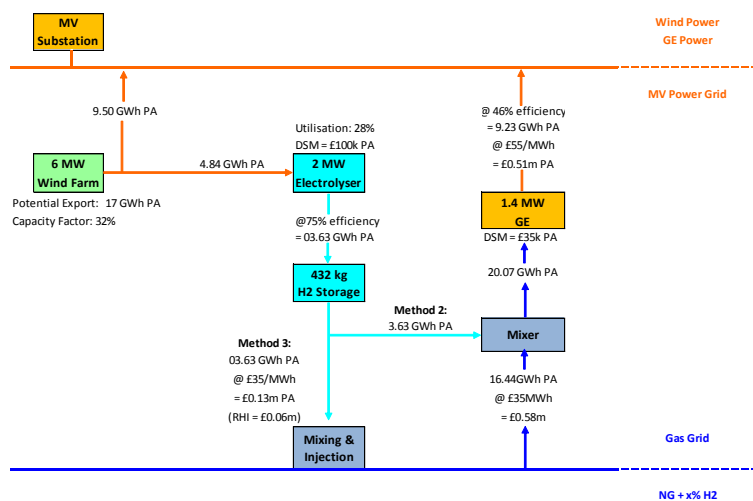 MV
Substation
Wind Power
GE Power
MV Power Grid
9.50 GWh PA
Utilisation: 28%
DSM = £100k PA
@ 46% efficiency
= 9.23 GWh PA
@ £55/MWh
= £0.51m PA
6 MW
Wind Farm
4.84 GWh PA
2 MW
Electrolyser
Potential Export: 17 GWh PA
Capacity Factor: 32%
@75% efficiency
= 03.63 GWh PA
1.4 MW
GE
DSM = £35k PA
432 kg
H2 Storage
20.07 GWh PA
Method 2:
3.63 GWh PA
Mixer
Method 3:
03.63 GWh PA
@ £35/MWh
= £0.13m PA
(RHI = £0.06m)
16.44GWh PA
@ £35MWh
= £0.58m
Mixing &
Injection
Gas Grid
NG + x% H2